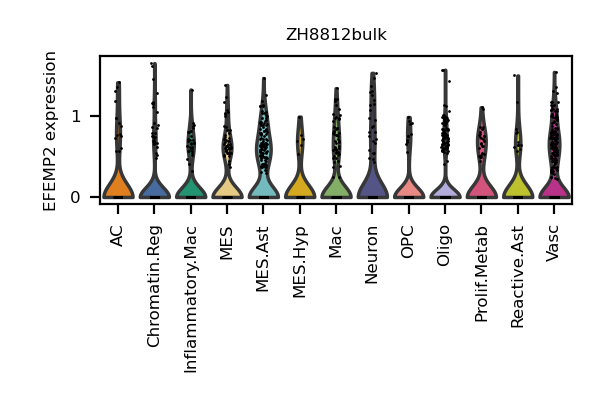 ZH8812bulk
EFEMP2 expression
1
0
AC
Chromatin.Reg
Inflammatory.Mac
MES
MES.Ast
MES.Hyp
Mac
Neuron
OPC
Oligo
Prolif.Metab
Reactive.Ast
Vasc